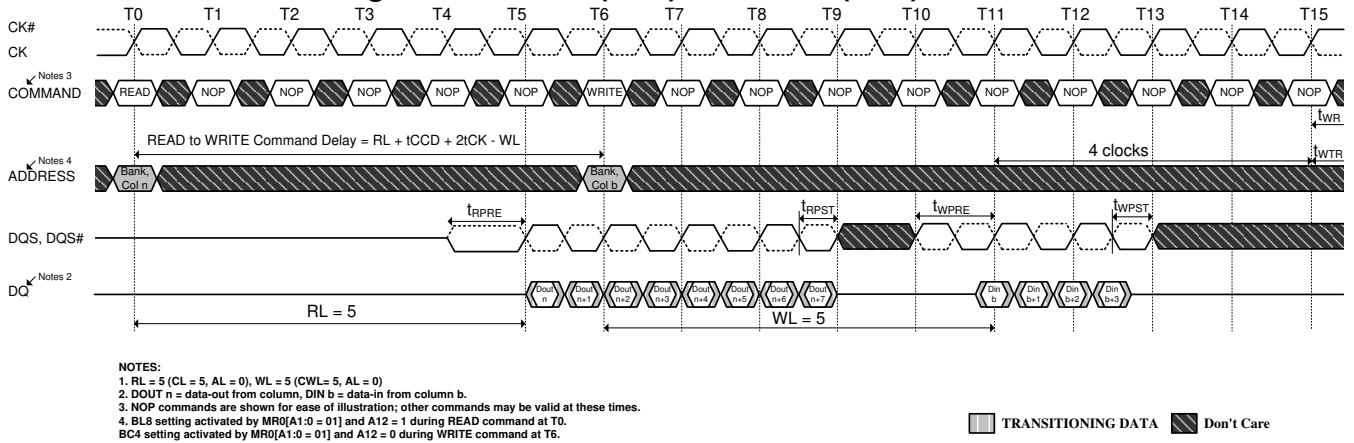 T0 T1 T2 T3 T4 T5 T6 T7 T8 T9 T10 T11 T12 T13 T14 T15
CK#
CK
Notes 3
COMMAND READ NOP NOP NOP NOP NOP WRITE NOP NOP NOP NOP NOP NOP NOP NOP NOP
tWR
READ to WRITE Command Delay = RL + tCCD + 2tCK - WL
4 clocks
tWTR
Notes 4
ADDRESS
Bank, Col n
Bank, Col b
tRPRE tRPST tWPRE tWPST
DQS, DQS#
Notes 2
DQ
Dout n Dout n+1 Dout n+2 Dout n+3 Dout n+4 Dout n+5 Dout n+6 Dout n+7 Din b Din b+1 Din b+2 Din b+3
RL = 5 WL = 5
NOTES:
1. RL = 5 (CL = 5, AL = 0), WL = 5 (CWL= 5, AL = 0)
2. DOUT n = data-out from column, DIN b = data-in from column b.
3. NOP commands are shown for ease of illustration; other commands may be valid at these times.
4. BL8 setting activated by MR0[A1:0 = 01] and A12 = 1 during READ command at T0.
BC4 setting activated by MR0[A1:0 = 01] and A12 = 0 during WRITE command at T6.
TRANSITIONING DATA Don't Care